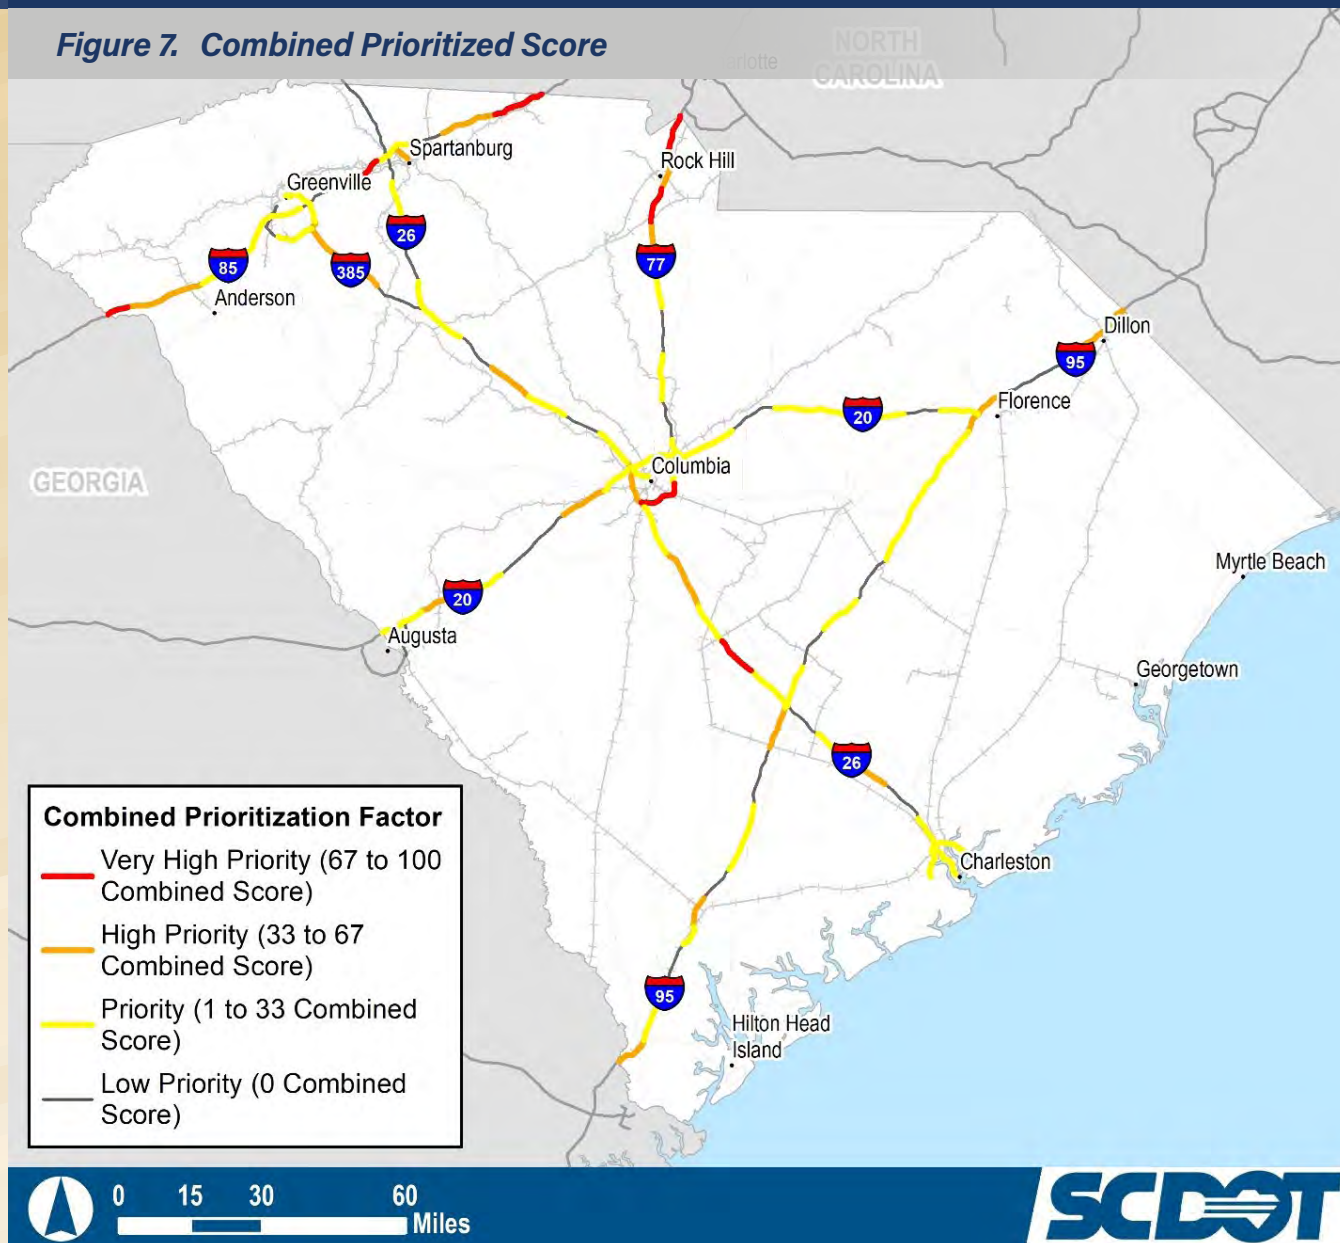 Figure 7. Combined Prioritized Score
NORTH
CAROLINA
Spartanburg
Rock Hill
Greenville
26
85
385
77
Anderson
Dillon
95
Florence
20
Columbia
GEORGIA
Myrtle Beach
20
Augusta
Georgetown
26
Charleston
95
Hilton Head
Island
Combined Prioritization Factor
Very High Priority (67 to 100
Combined Score)
High Priority (33 to 67
Combined Score)
Priority (1 to 33 Combined
Score)
Low Priority (0 Combined
Score)
0 15 30 60
Miles
SCDOT